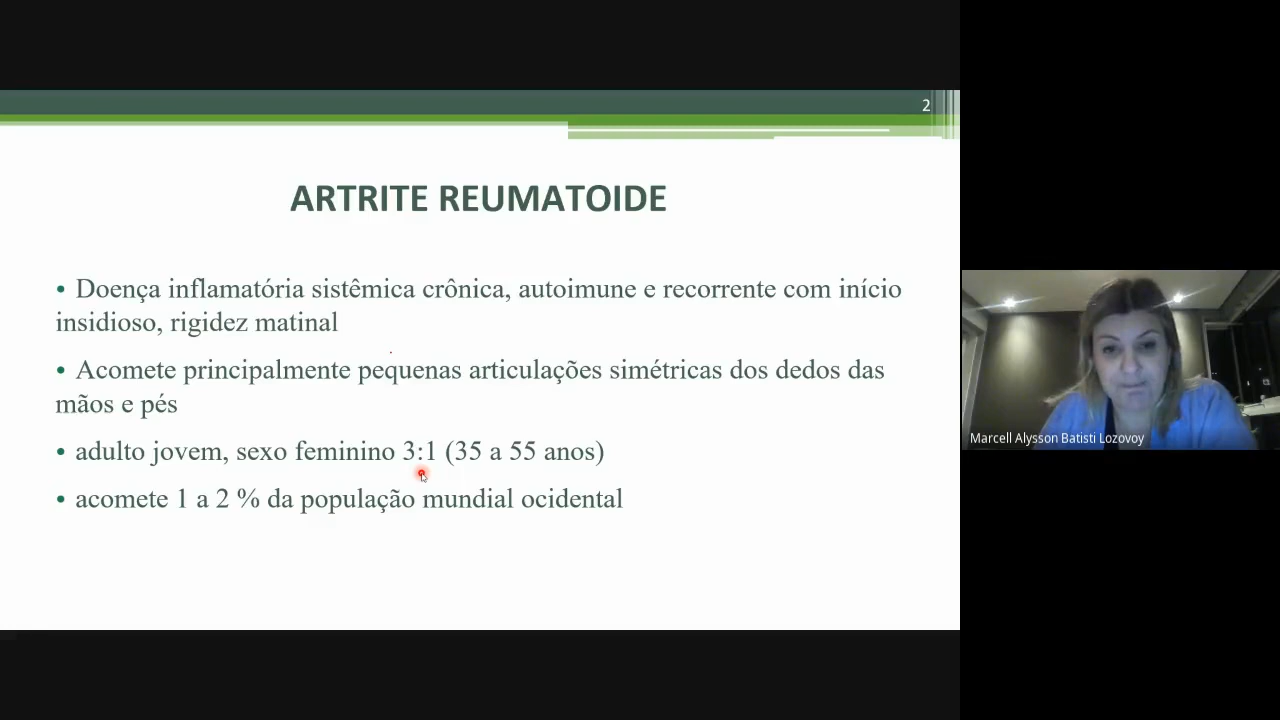 2
ARTRITE REUMATOIDE
• Doença inflamatória sistêmica crônica, autoimune e recorrente com início
insidioso, rigidez matinal
• Acomete principalmente pequenas articulações simétricas dos dedos das
mãos e pés
• adulto jovem, sexo feminino 3:1 (35 a 55 anos)
• acomete 1 a 2 % da população mundial ocidental
Marcell Alysson Batisti Lozovoy